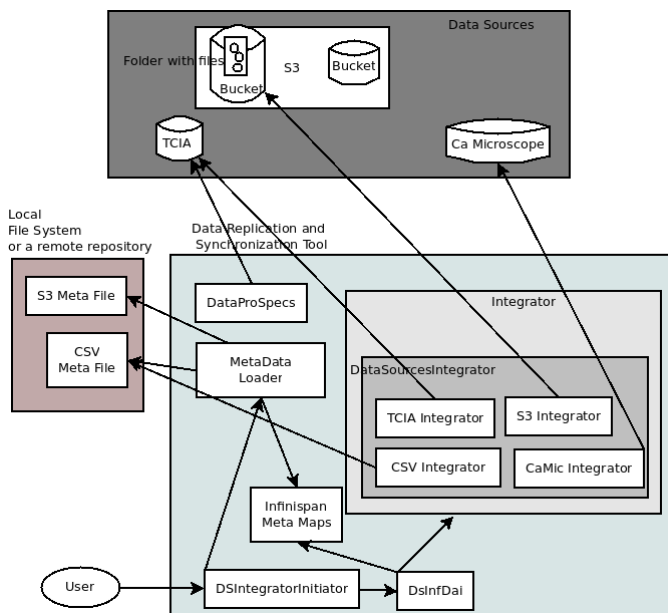 Data Sources
Folder with files
S3
Bucket
Bucket
TCIA
Ca Microscope
Local
File System
or a remote repository
Data Replication and
Synchronization Tool
S3 Meta File
CSV
Meta File
DataProSpecs
MetaData
Loader
Integrator
DataSourcesIntegrator
TCIA Integrator
S3 Integrator
CSV Integrator
CaMic Integrator
Infinispan
Meta Maps
User
DSIntegratorInitiator
DsInfDai